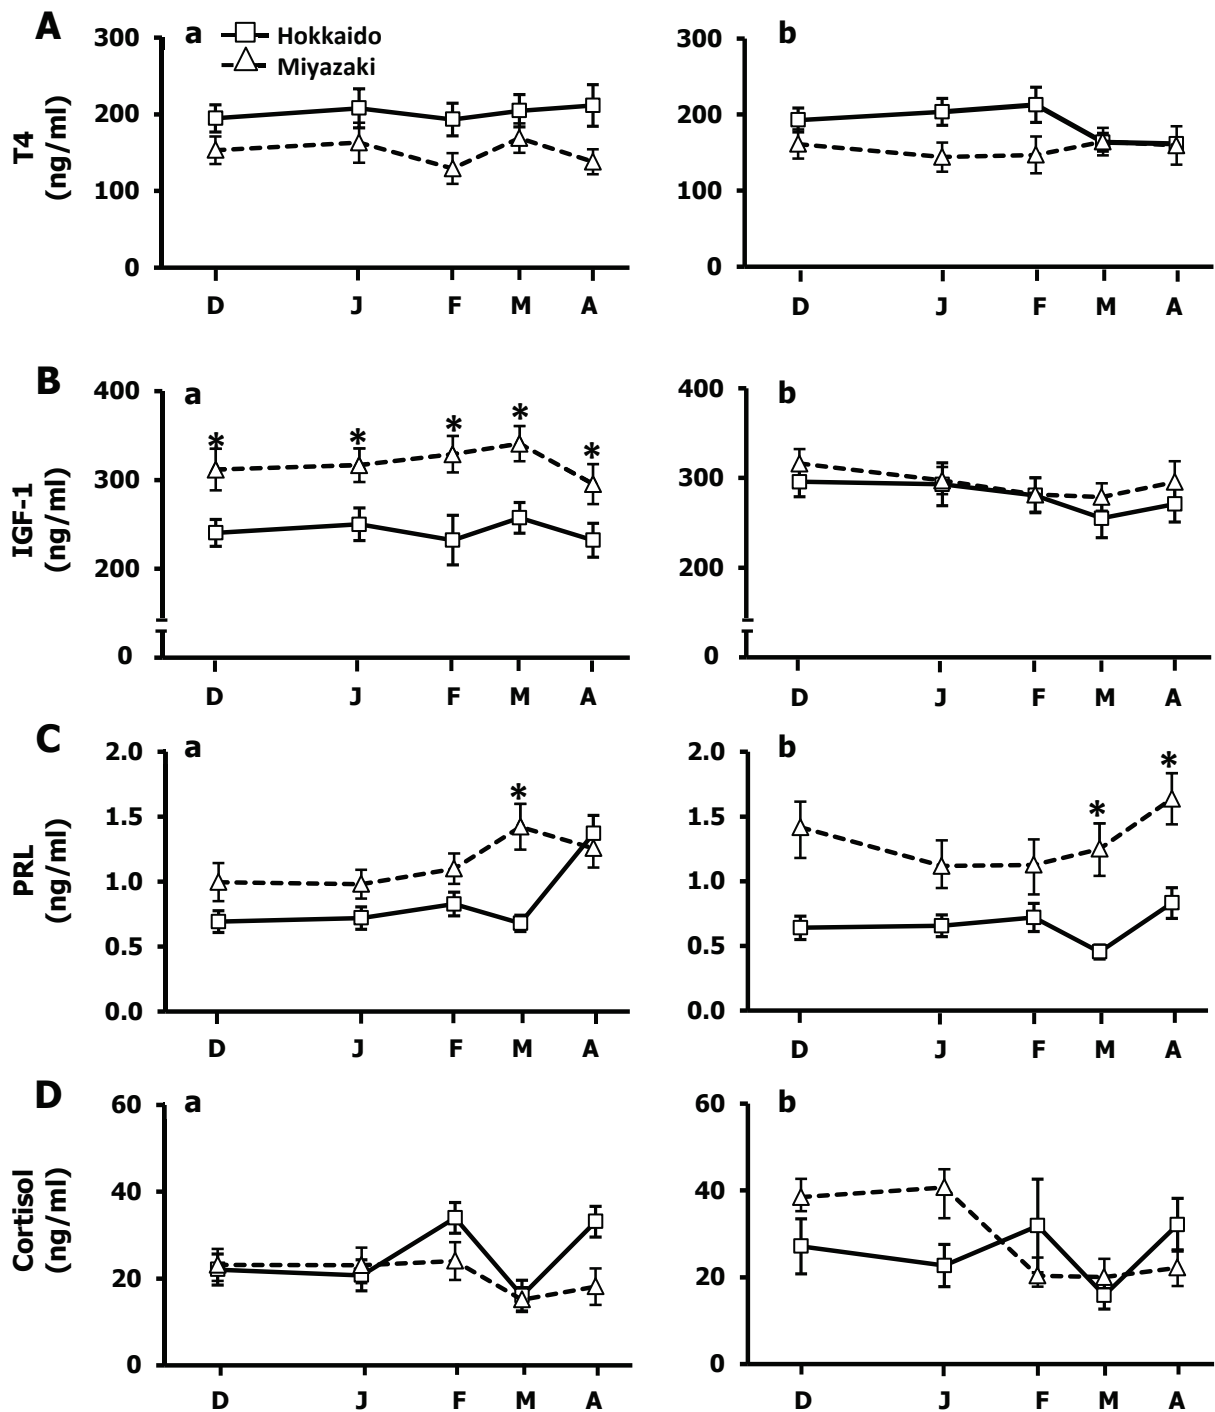 A
a
Hokkaido
Miyazaki
b
T4
(ng/ml)
300
200
100
0
D J F M A
300
200
100
0
D J F M A
B
a
b
IGF-1
(ng/ml)
400
300
200
0
* * * * *
D J F M A
400
300
200
0
D J F M A
C
a
b
PRL
(ng/ml)
2.0
1.5
1.0
0.5
0.0
*
D J F M A
2.0
1.5
1.0
0.5
0.0
* *
D J F M A
D
a
b
Cortisol
(ng/ml)
60
40
20
0
D J F M A
60
40
20
0
D J F M A